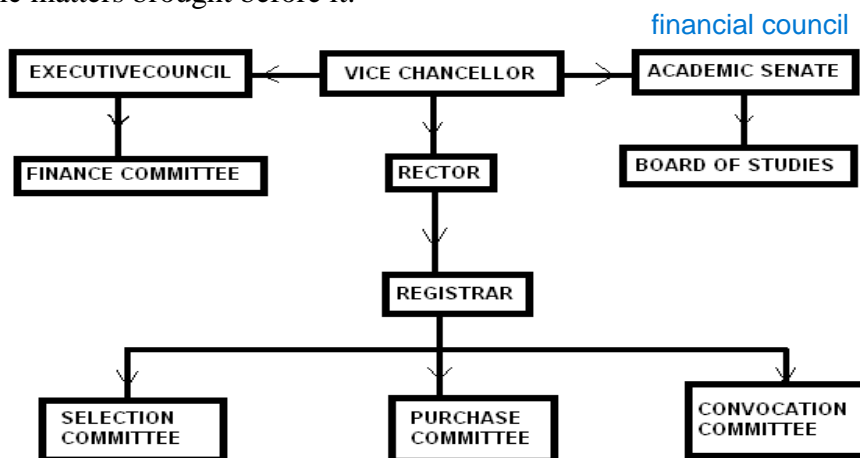 financial council
EXECUTIVECOUNCIL
VICE CHANCELLOR
ACADEMIC SENATE
FINANCE COMMITTEE
RECTOR
BOARD OF STUDIES
REGISTRAR
SELECTION
COMMITTEE
PURCHASE
COMMITTEE
CONVOCATION
COMMITTEE